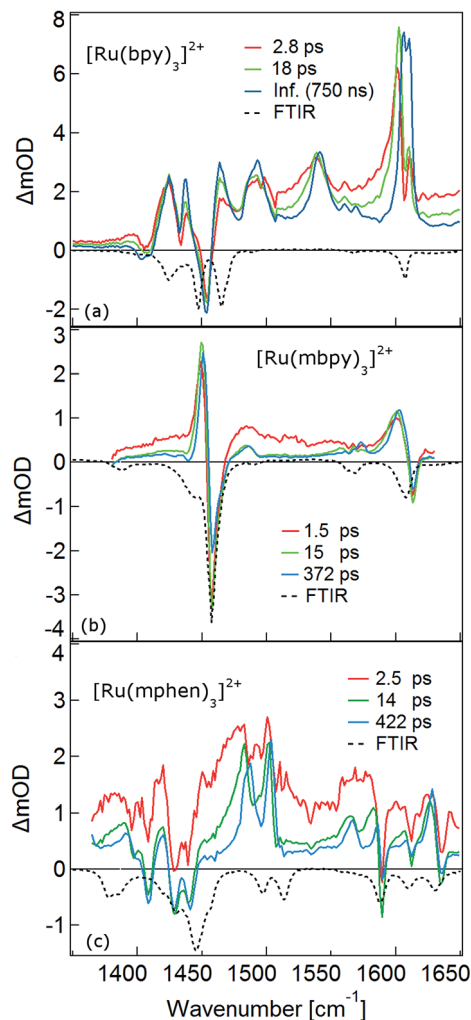 8
[Ru(bpy)₃]²⁺
2.8 ps
18 ps
Inf. (750 ns)
FTIR
6
4
2
0
-2
ΔmOD
(a)
3
[Ru(mbpy)₃]²⁺
2
1
0
-1
-2
-3
-4
ΔmOD
1.5 ps
15 ps
372 ps
FTIR
(b)
4
[Ru(mphen)₃]²⁺
2.5 ps
14 ps
422 ps
FTIR
3
2
1
0
-1
ΔmOD
(c)
1400 1450 1500 1550 1600 1650
Wavenumber [cm⁻¹]